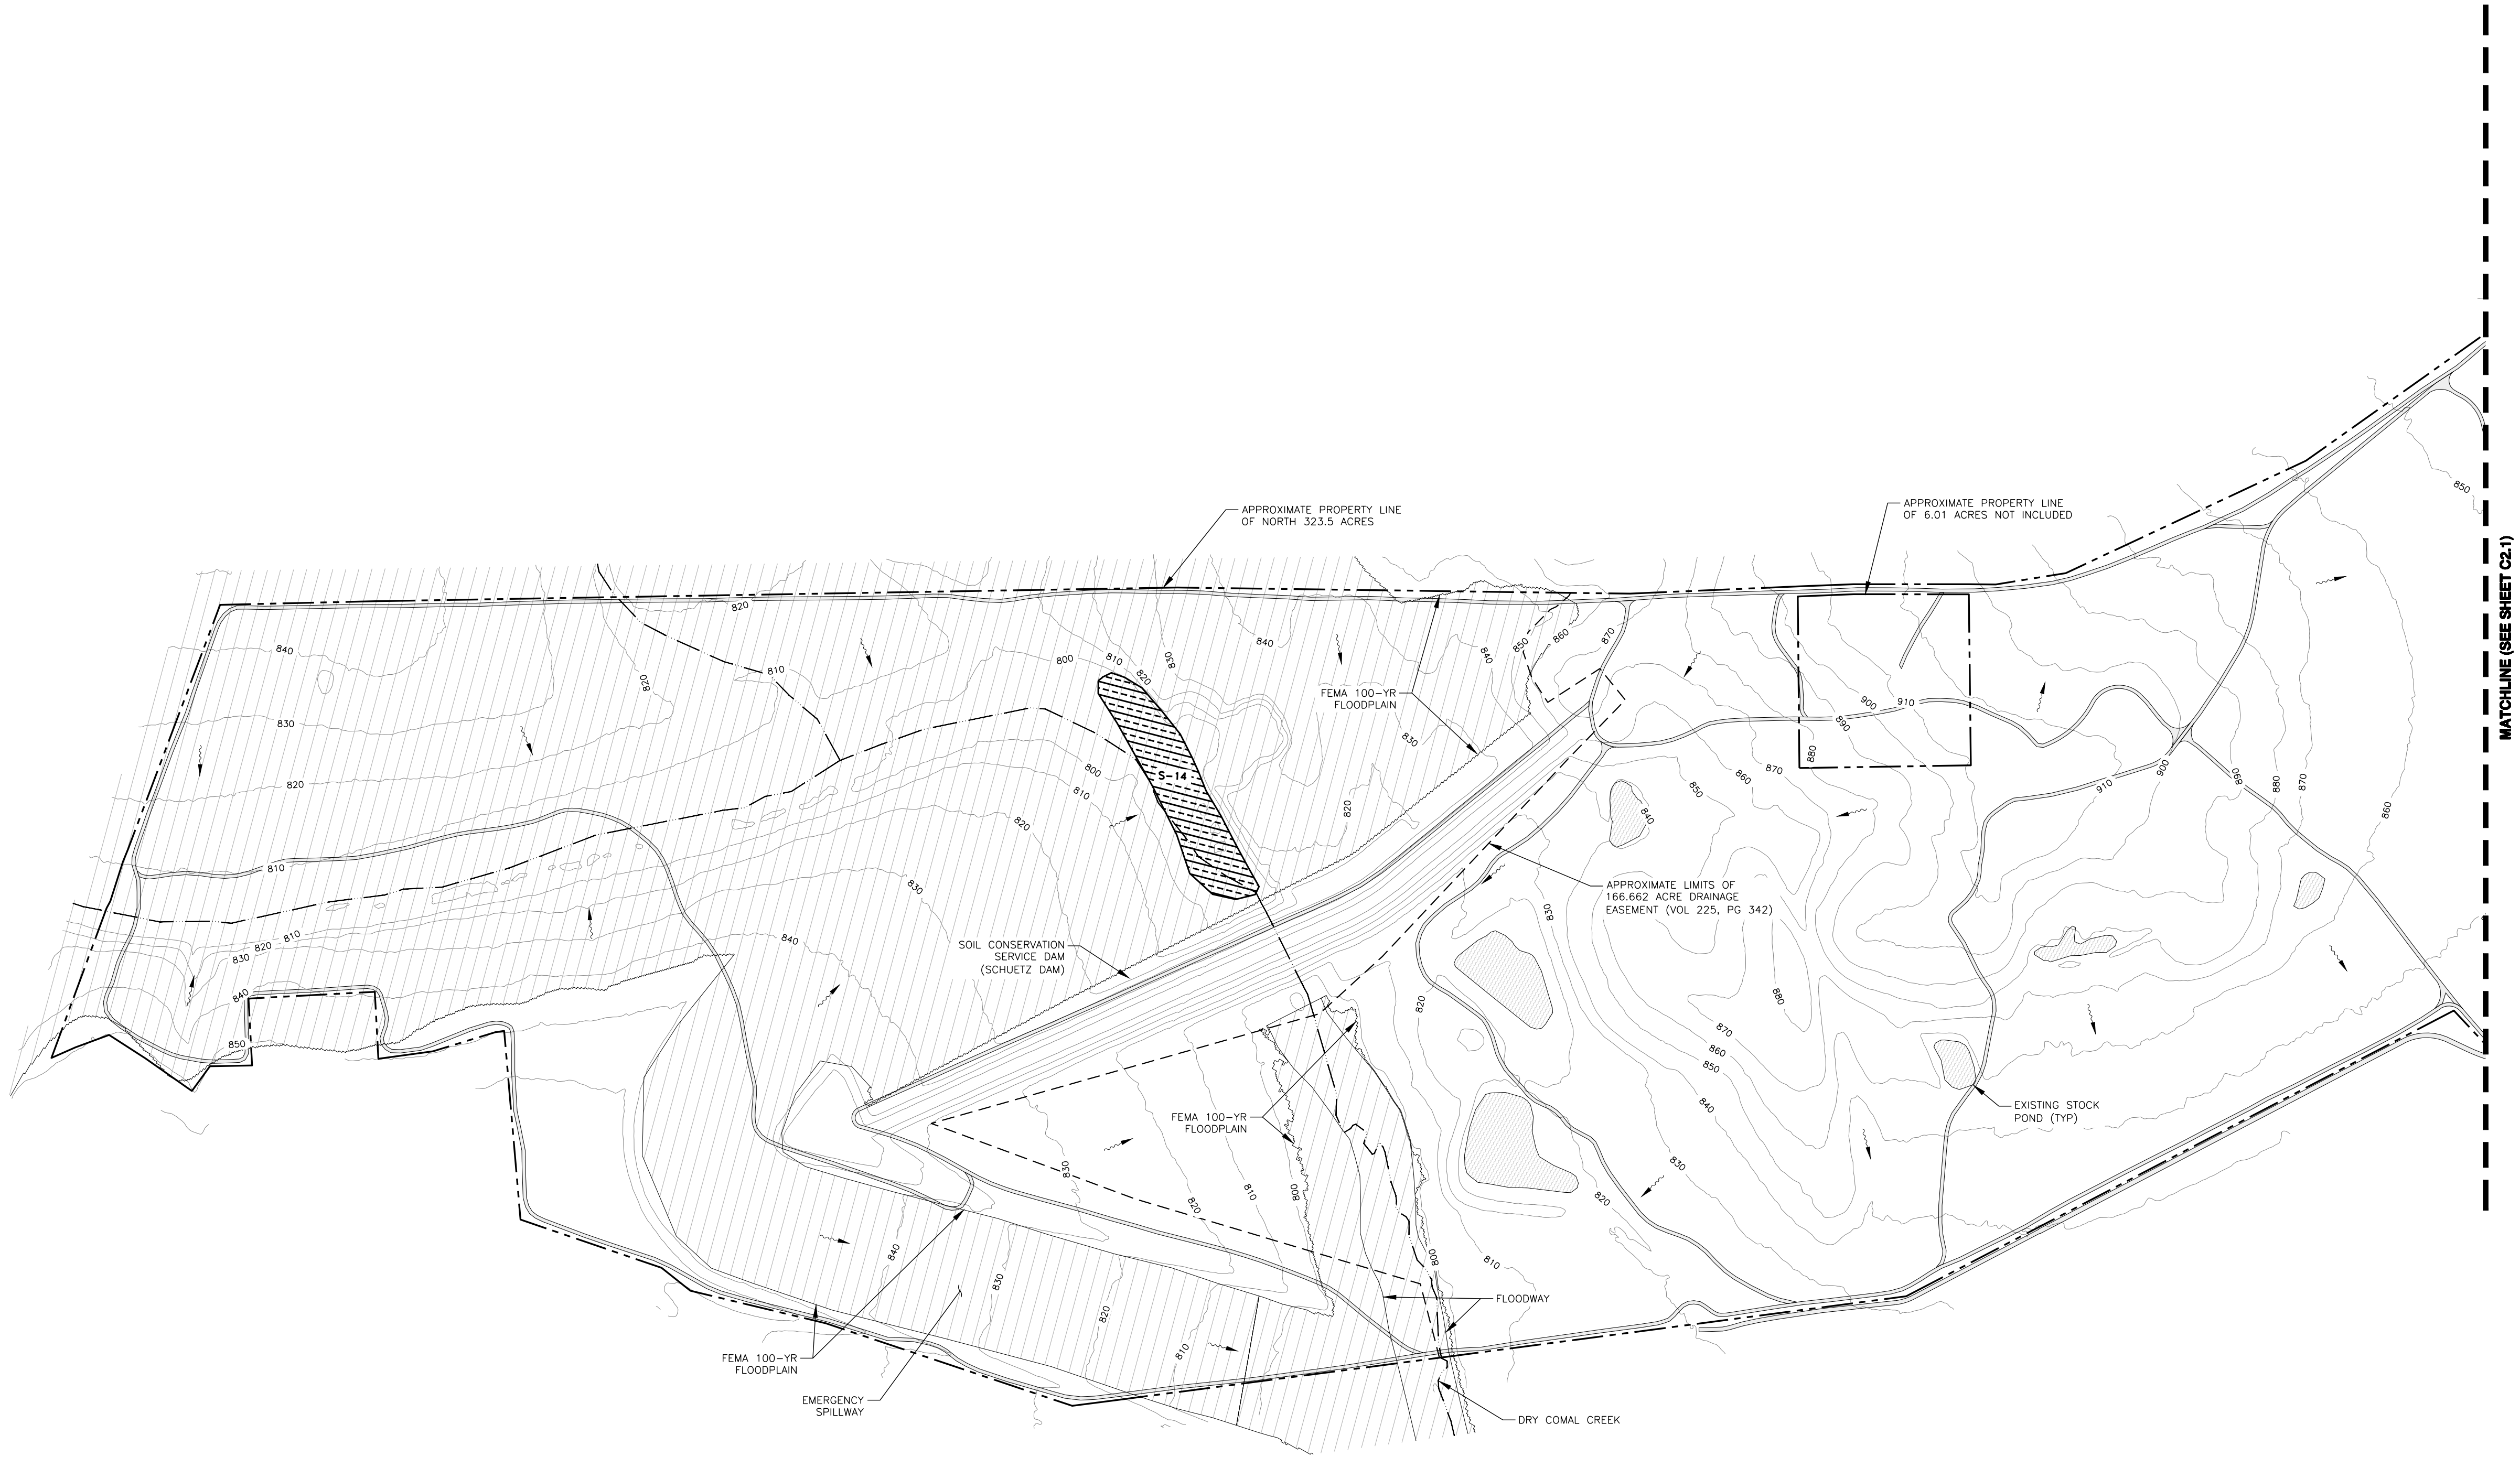 APPROXIMATE PROPERTY LINE
OF NORTH 323.5 ACRES
APPROXIMATE PROPERTY LINE
OF 6.01 ACRES NOT INCLUDED
MATCHLINE (SEE SHEET C2.1)
850
820
840
830
820
810
820
810
800
810
820
830
840
FEMA 100-YR
FLOODPLAIN
830
840
850
860
870
820
S-14
800
810
820
830
840
SOIL CONSERVATION
SERVICE DAM
(SCHUETZ DAM)
810
820
830
840
850
APPROXIMATE LIMITS OF
166.662 ACRE DRAINAGE
EASEMENT (VOL 225, PG 342)
840
850
860
870
880
890
900
910
910
900
890
880
870
860
830
820
880
870
860
850
840
830
820
810
EXISTING STOCK
POND (TYP)
FEMA 100-YR
FLOODPLAIN
830
820
810
800
800
FLOODWAY
840
830
820
810
FEMA 100-YR
FLOODPLAIN
EMERGENCY
SPILLWAY
DRY COMAL CREEK